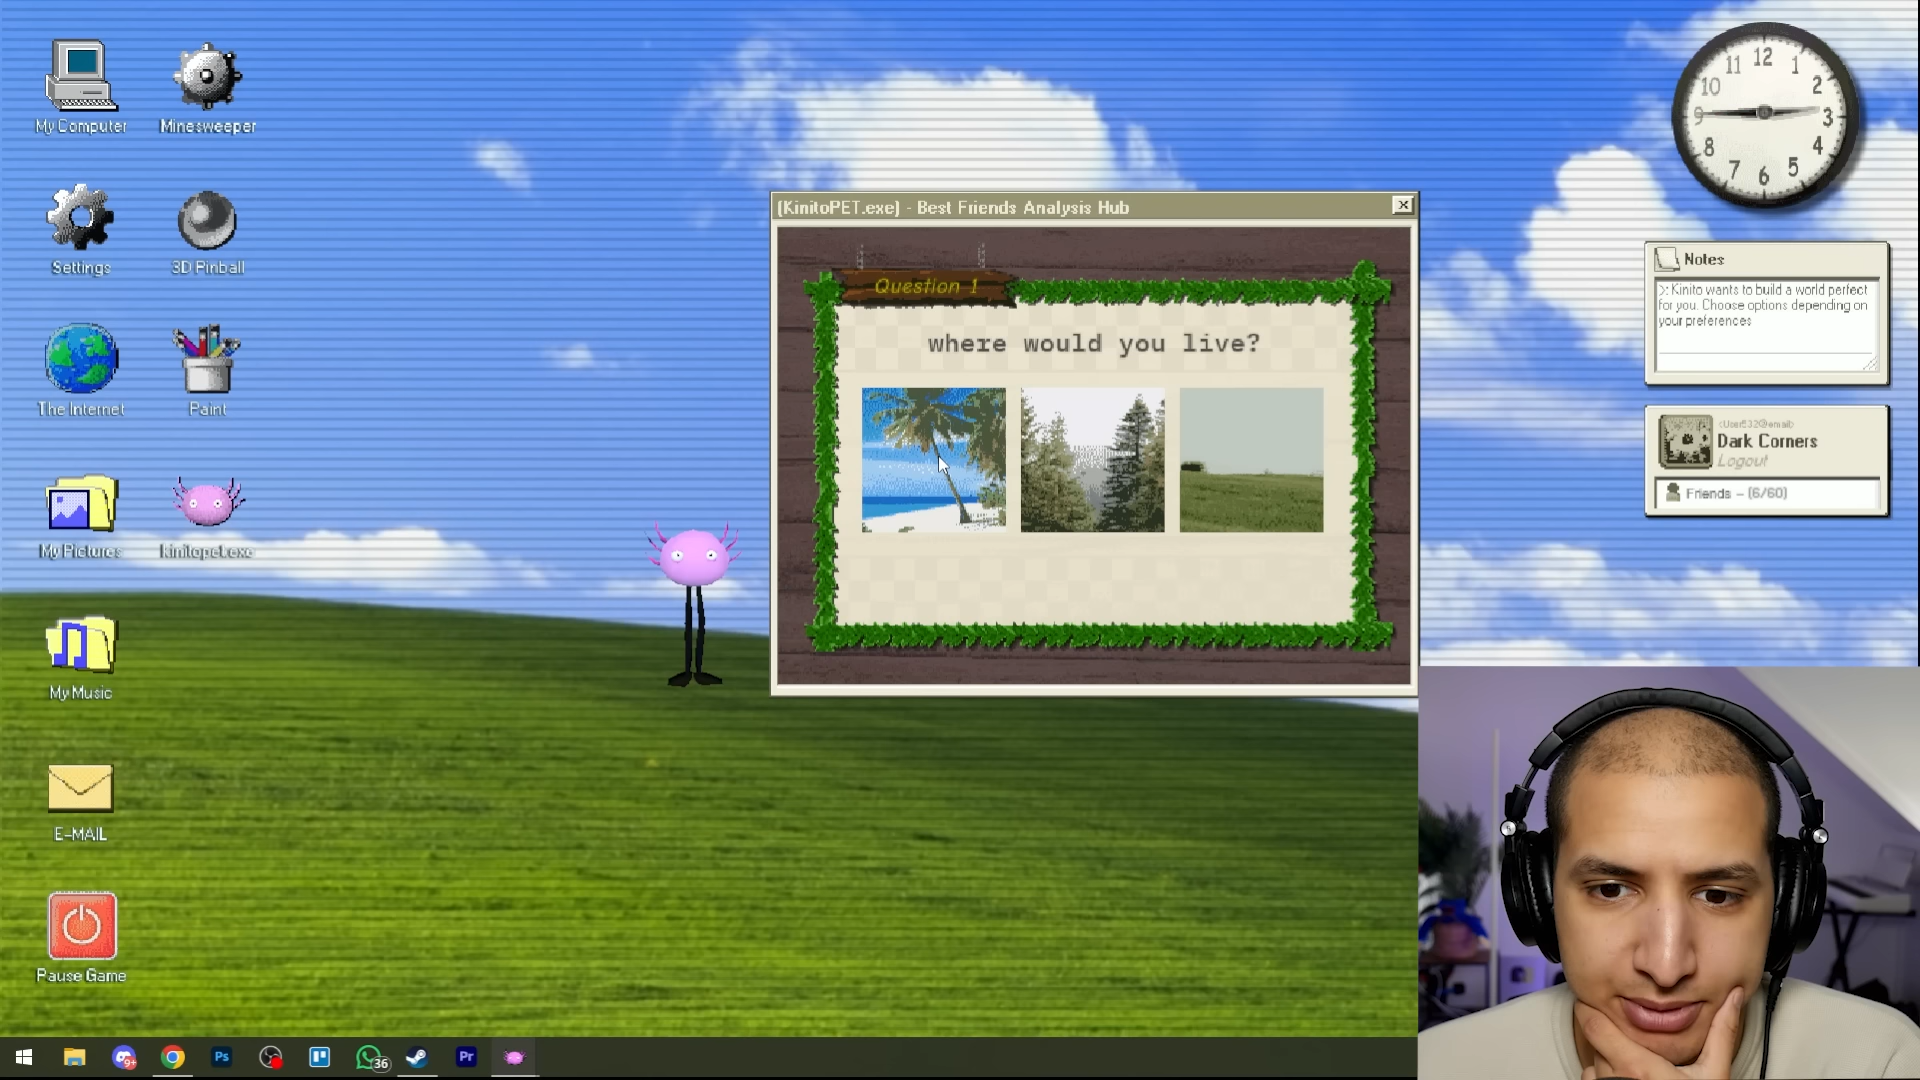 My Computer
Minesweeper
Settings
3D Pinball
The Internet
Paint
My Pictures
kinitopet.exe
My Music
E-MAIL
Pause Game
(KinitoPET.exe) - Best Friends Analysis Hub
Question 1
where would you live?
12
1
2
3
4
5
6
7
8
9
10
11
Notes
>: Kinito wants to build a world perfect
for you. Choose options depending on
your preferences
Dark Corners
Logout
Friends - (6/60)
9+
Ps
36
Pr